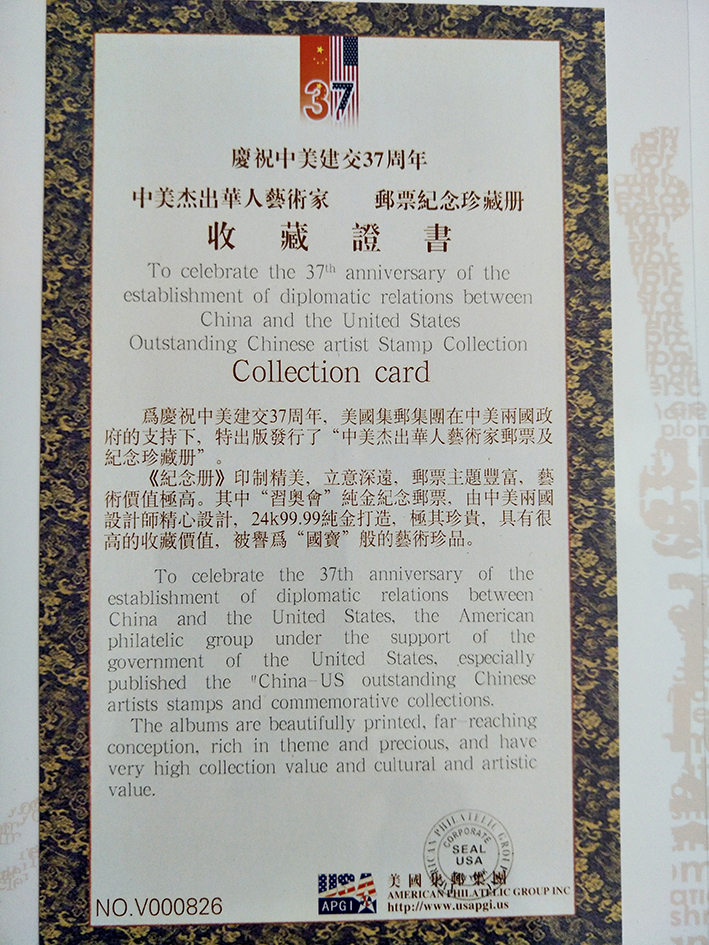 37
慶祝中美建交37周年
中美杰出華人藝術家 郵票紀念珍藏册
收藏證書
To celebrate the 37th anniversary of the
establishment of diplomatic relations between
China and the United States
Outstanding Chinese artist Stamp Collection
Collection card
爲慶祝中美建交37周年，美國集郵集團在中美兩國政
府的支持下，特出版發行了“中美杰出華人藝術家郵票及
紀念珍藏册”。
《紀念册》印制精美，立意深遠，郵票主題豐富，藝
術價值極高。其中“習奥會”純金紀念郵票，由中美兩國
設計師精心設計，24k99.99純金打造，極其珍貴，具有很
高的收藏價值，被譽爲“國寶”般的藝術珍品。
To celebrate the 37th anniversary of the
establishment of diplomatic relations between
China and the United States, the American
philatelic group under the support of the
government of the United States, especially
published the "China-US outstanding Chinese
artists stamps and commemorative collections.
The albums are beautifully printed, far-reaching
conception, rich in theme and precious, and have
very high collection value and cultural and artistic
value.
AMERICAN PHILATELIC GROUP
CORPORATE
SEAL
USA
USA
APGI
美國集郵集團
AMERICAN PHILATELIC GROUP INC
http://www.usapgi.us
NO.V000826